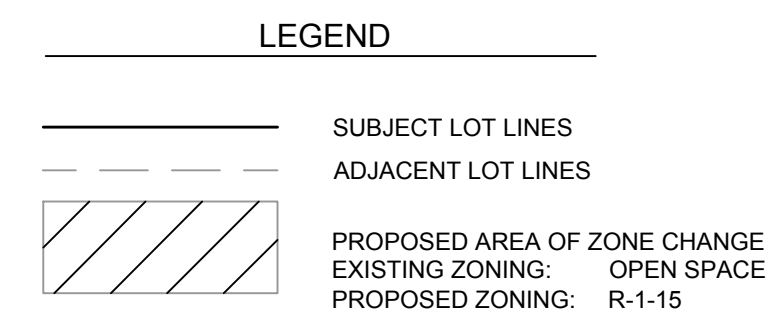 LEGEND
SUBJECT LOT LINES
ADJACENT LOT LINES
PROPOSED AREA OF ZONE CHANGE
EXISTING ZONING: OPEN SPACE
PROPOSED ZONING: R-1-15